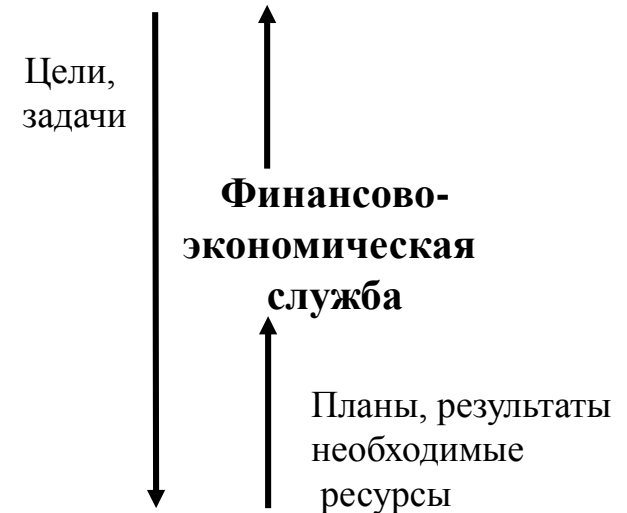 Цели,
задачи
Финансово-
экономическая
служба
Планы, результаты
необходимые
ресурсы